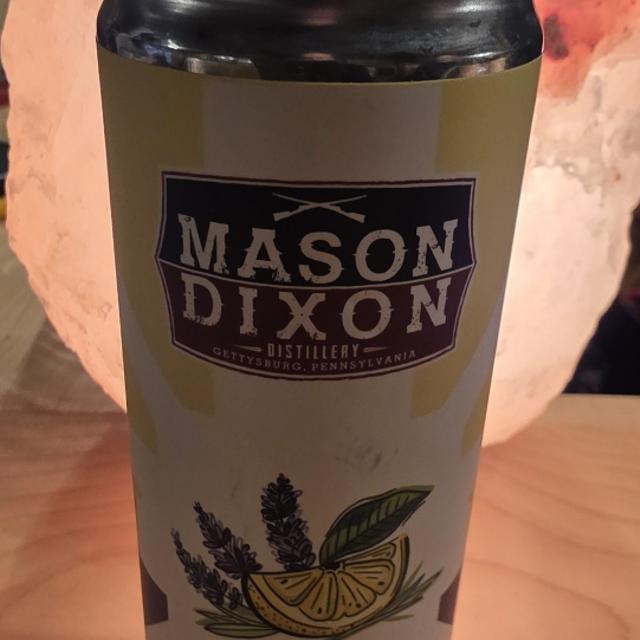 MASON
DIXON
DISTILLERY
GETTYSBURG, PENNSYLVANIA